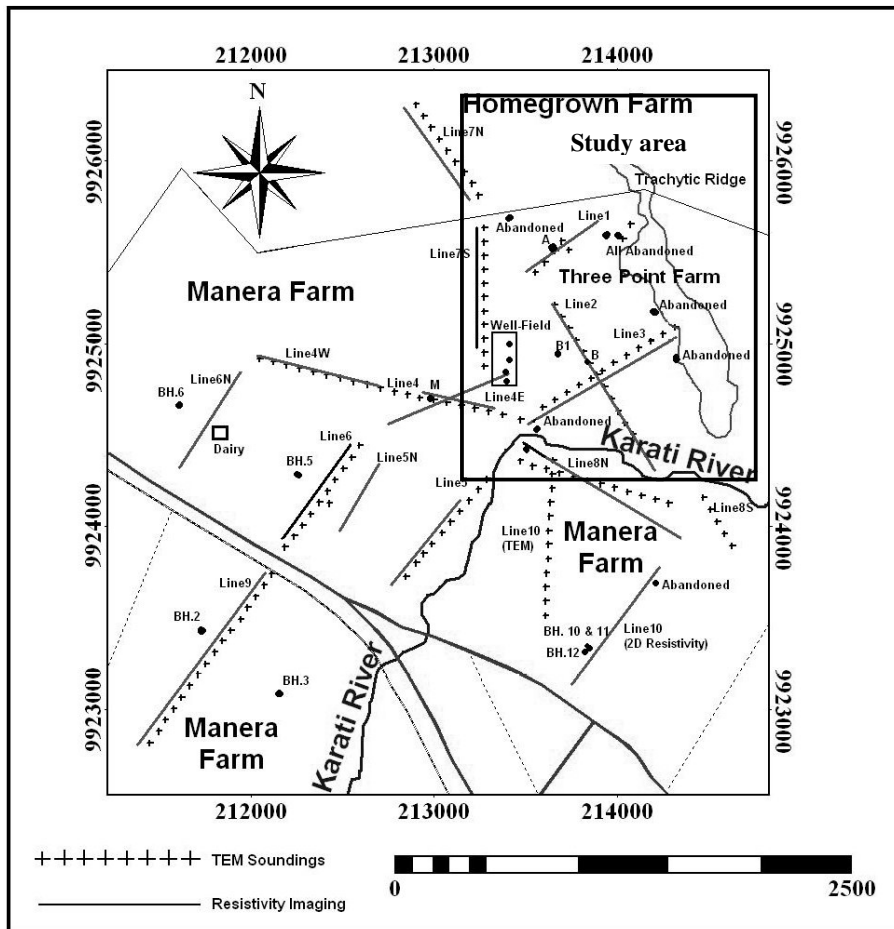 212000 213000 214000
N
Homegrown Farm
Study area
Line7N
9926000 9926000
Trachytic Ridge
Abandoned
Line1
A
All Abandoned
Line7S
Three Point Farm
Manera Farm
Line2
Abandoned
Well-Field
Line3
9925000 9925000
Line4W
B1
B
Abandoned
Line6N
Line4
M
BH.6
Line4E
Abandoned
Dairy
Line6
Karati River
BH.5
Line5N
Line8N
Line5
Line8S
9924000 9924000
Line10
(TEM)
Manera
Farm
Line9
Abandoned
BH.2
BH. 10 & 11
BH.12
Line10
(2D Resistivity)
BH.3
9923000 9923000
Manera
Farm
Karati River
212000 213000 214000
TEM Soundings
Resistivity Imaging
0 2500